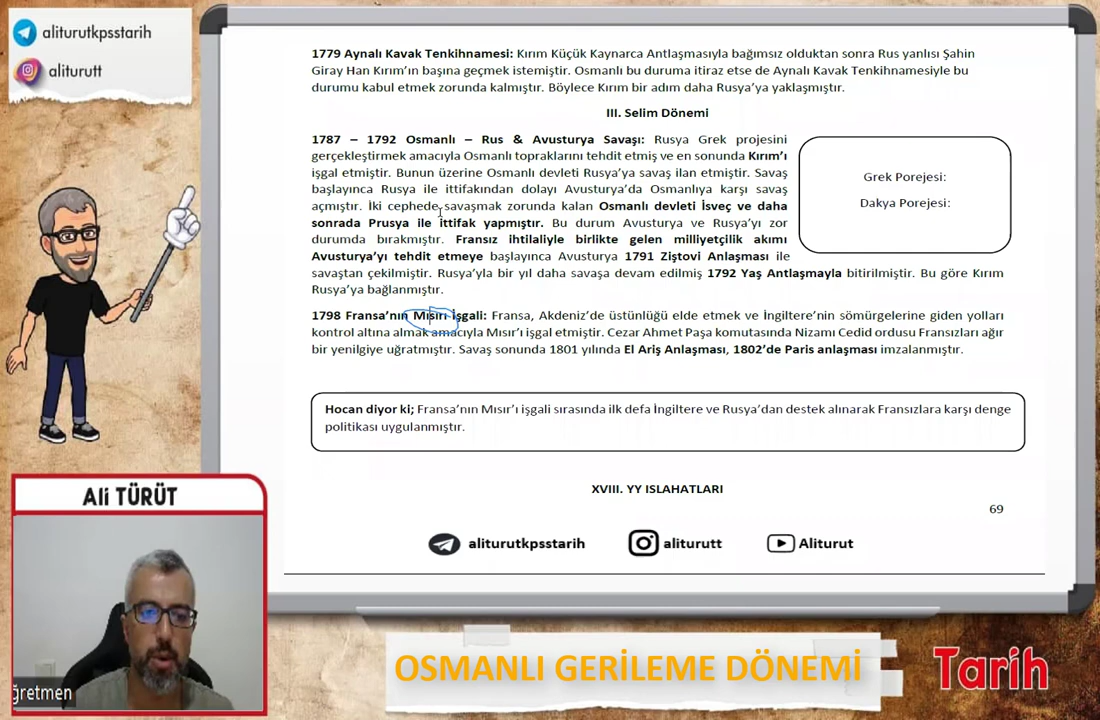 aliturutkpsstarih
aliturutt
1779 Aynalı Kavak Tenkihnamesi: Kırım Küçük Kaynarca Antlaşmasıyla bağımsız olduktan sonra Rus yanlısı Şahin
Giray Han Kırım’ın başına geçmek istemiştir. Osmanlı bu duruma itiraz etse de Aynalı Kavak Tenkihnamesiyle bu
durumu kabul etmek zorunda kalmıştır. Böylece Kırım bir adım daha Rusya’ya yaklaşmıştır.
III. Selim Dönemi
1787 – 1792 Osmanlı – Rus & Avusturya Savaşı: Rusya Grek projesini
gerçekleştirmek amacıyla Osmanlı topraklarını tehdit etmiş ve en sonunda Kırım’ı
işgal etmiştir. Bunun üzerine Osmanlı devleti Rusya’ya savaş ilan etmiştir. Savaş
başlayınca Rusya ile ittifakından dolayı Avusturya’da Osmanlıya karşı savaş
açmıştır. İki cephede savaşmak zorunda kalan Osmanlı devleti İsveç ve daha
sonrada Prusya ile ittifak yapmıştır. Bu durum Avusturya ve Rusya’yı zor
durumda bırakmıştır. Fransız ihtilaliyle birlikte gelen milliyetçilik akımı
Avusturya’yı tehdit etmeye başlayınca Avusturya 1791 Ziştovi Anlaşması ile
savaştan çekilmiştir. Rusya’yla bir yıl daha savaşa devam edilmiş 1792 Yaş Antlaşmayla bitirilmiştir. Bu göre Kırım
Rusya’ya bağlanmıştır.
Grek Porejesi:
Dakya Porejesi:
1798 Fransa’nın Mısırı işgali: Fransa, Akdeniz’de üstünlüğü elde etmek ve İngiltere’nin sömürgelerine giden yolları
kontrol altına almak amacıyla Mısır’ı işgal etmiştir. Cezar Ahmet Paşa komutasında Nizamı Cedid ordusu Fransızları ağır
bir yenilgiye uğratmıştır. Savaş sonunda 1801 yılında El Ariş Anlaşması, 1802’de Paris anlaşması imzalanmıştır.
Hocan diyor ki; Fransa’nın Mısır’ı işgali sırasında ilk defa İngiltere ve Rusya’dan destek alınarak Fransızlara karşı denge
politikası uygulanmıştır.
XVIII. YY ISLAHATLARI
69
aliturutkpsstarih aliturutt Aliturut
Ali TÜRÜT
ğretmen
OSMANLI GERİLEME DÖNEMİ
Tarih